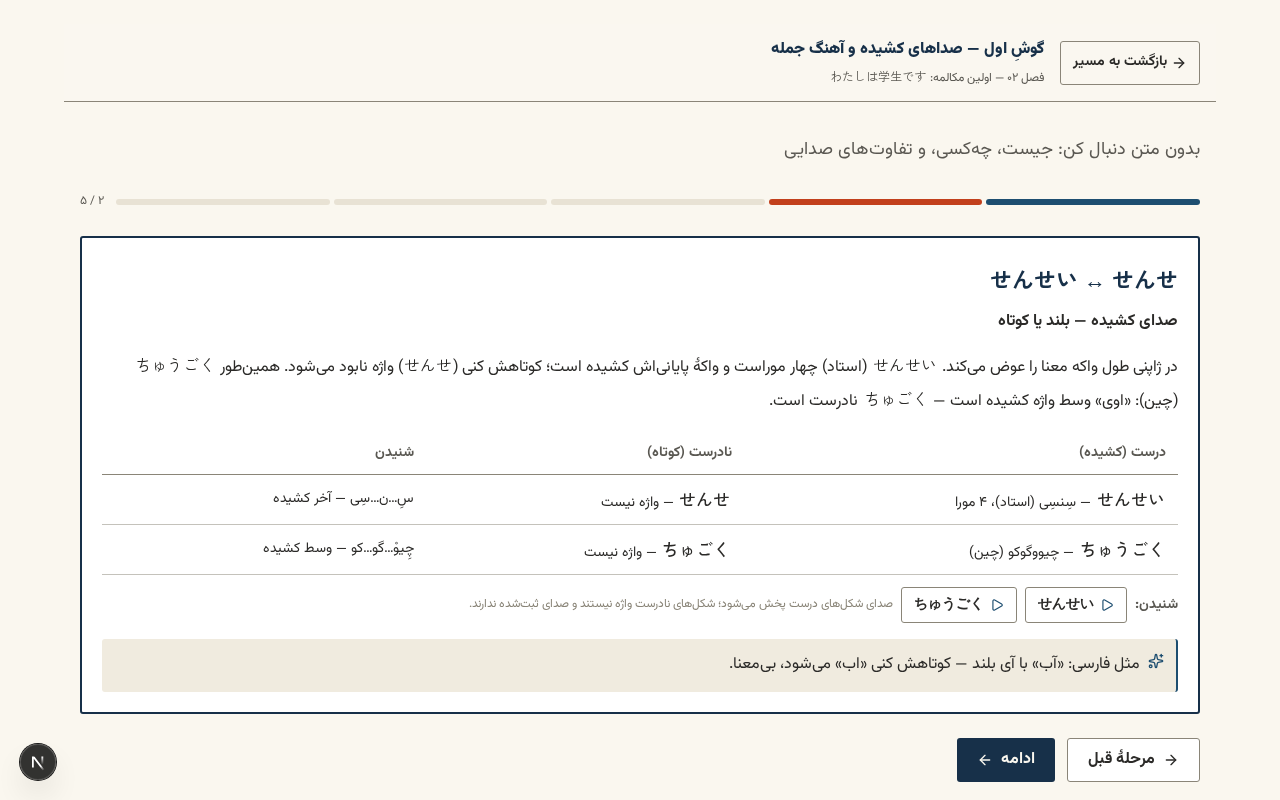 بازگشت به مسیر
گوشِ اول — صداهای کشیده و آهنگ جمله
فصل ۰۲ — اولین مکالمه: わたしは学生です
بدون متن دنبال کن: جیست، چه‌کسی، و تفاوت‌های صدایی
۲ / ۵
せんせ ↔ せんせい
صدای کشیده — بلند یا کوتاه
در ژاپنی طول واکه معنا را عوض می‌کند. せんせい (استاد) چهار موراست و واکهٔ پایانی‌اش کشیده است؛ کوتاهش کنی (せんせ) واژه نابود می‌شود. همین‌طور ちゅうごく
(چین): «اوی» وسط واژه کشیده است — ちゅごく نادرست است.
درست (کشیده) نادرست (کوتاه) شنیدن
せんせい — سِنسِی (استاد)، ۴ مورا せんせ — واژه نیست سِ…ن…سِی — آخر کشیده
ちゅうごく — چیووگوکو (چین) ちゅごく — واژه نیست چِیوْ…گو…کو — وسط کشیده
شنیدن: せんせい ちゅうごく صدای شکل‌های درست پخش می‌شود؛ شکل‌های نادرست واژه نیستند و صدای ثبت‌شده ندارند.
مثل فارسی: «آب» با آی بلند — کوتاهش کنی «اب» می‌شود، بی‌معنا.
مرحلهٔ قبل
ادامه
N